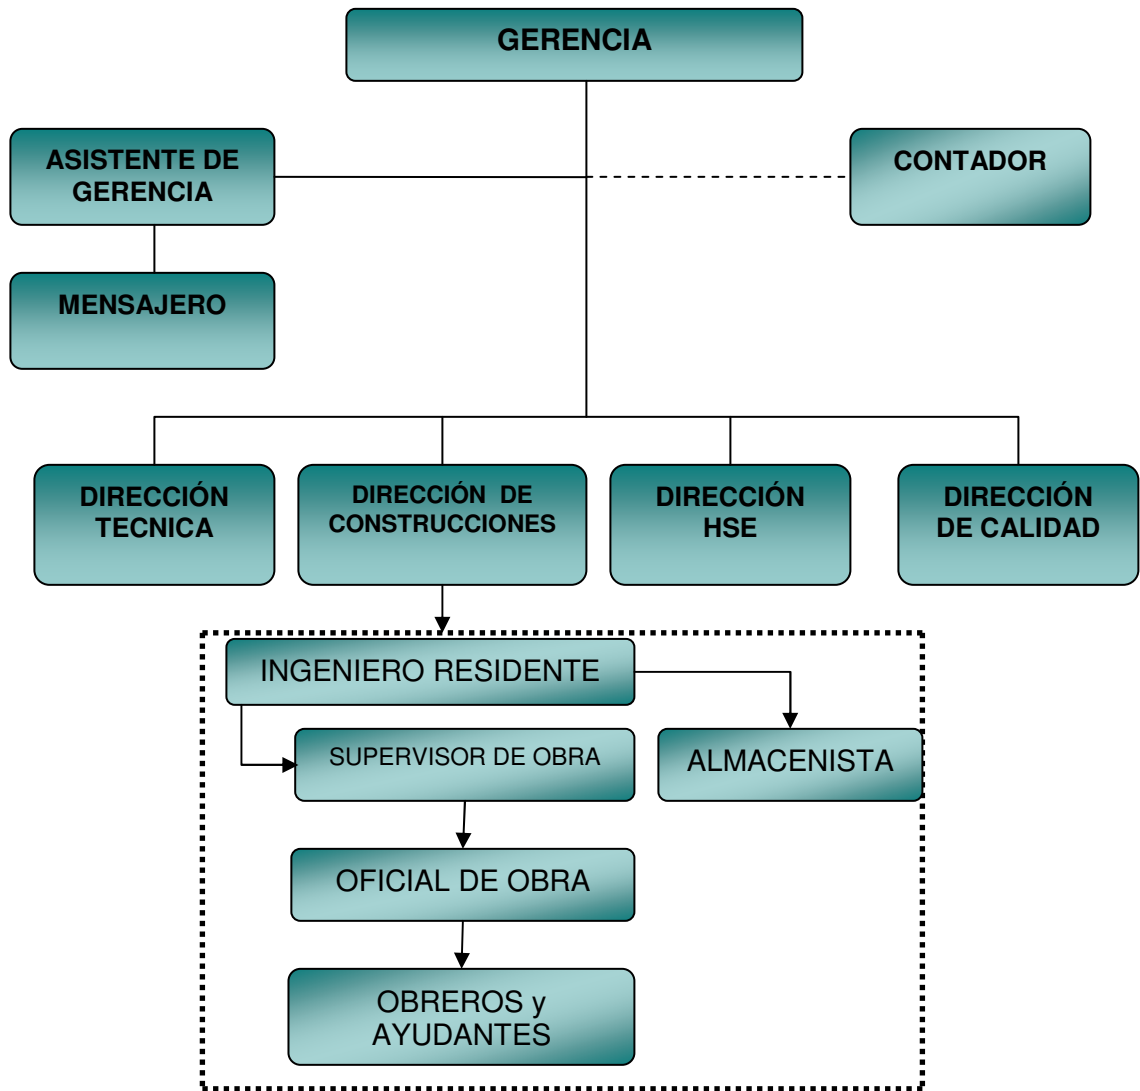 GERENCIA
ASISTENTE DE
GERENCIA
CONTADOR
MENSAJERO
DIRECCIÓN
TECNICA
DIRECCIÓN DE
CONSTRUCCIONES
DIRECCIÓN
HSE
DIRECCIÓN
DE CALIDAD
INGENIERO RESIDENTE
SUPERVISOR DE OBRA
ALMACENISTA
OFICIAL DE OBRA
OBREROS y
AYUDANTES